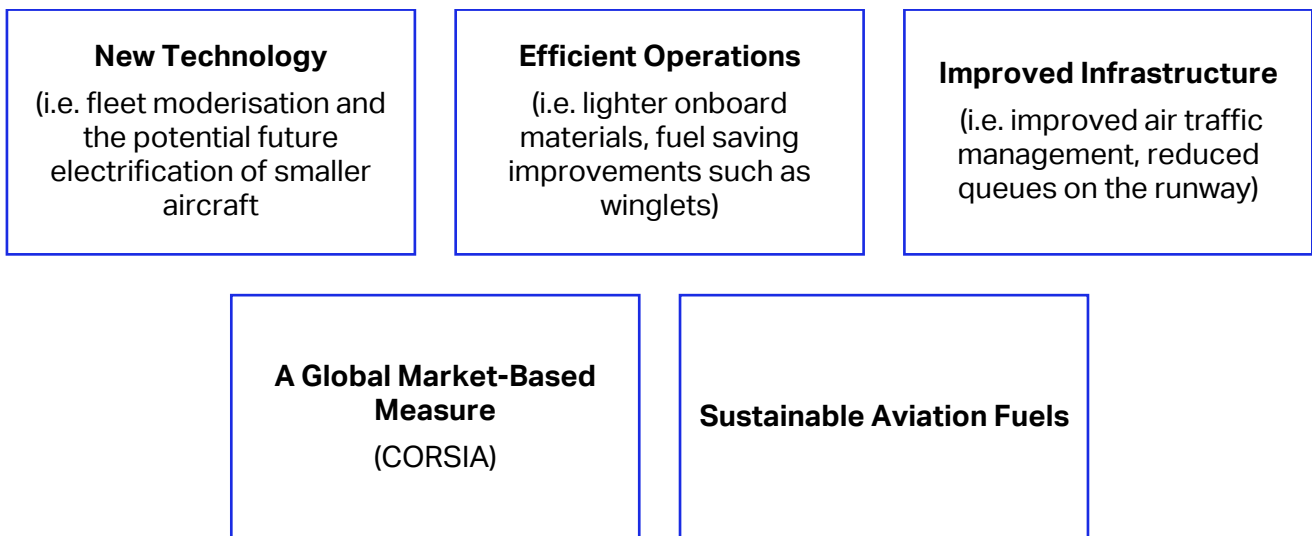 New Technology
(i.e. fleet moderisation and
the potential future
electrification of smaller
aircraft
Efficient Operations
(i.e. lighter onboard
materials, fuel saving
improvements such as
winglets)
Improved Infrastructure
(i.e. improved air traffic
management, reduced
queues on the runway)
A Global Market-Based
Measure
(CORSIA)
Sustainable Aviation Fuels